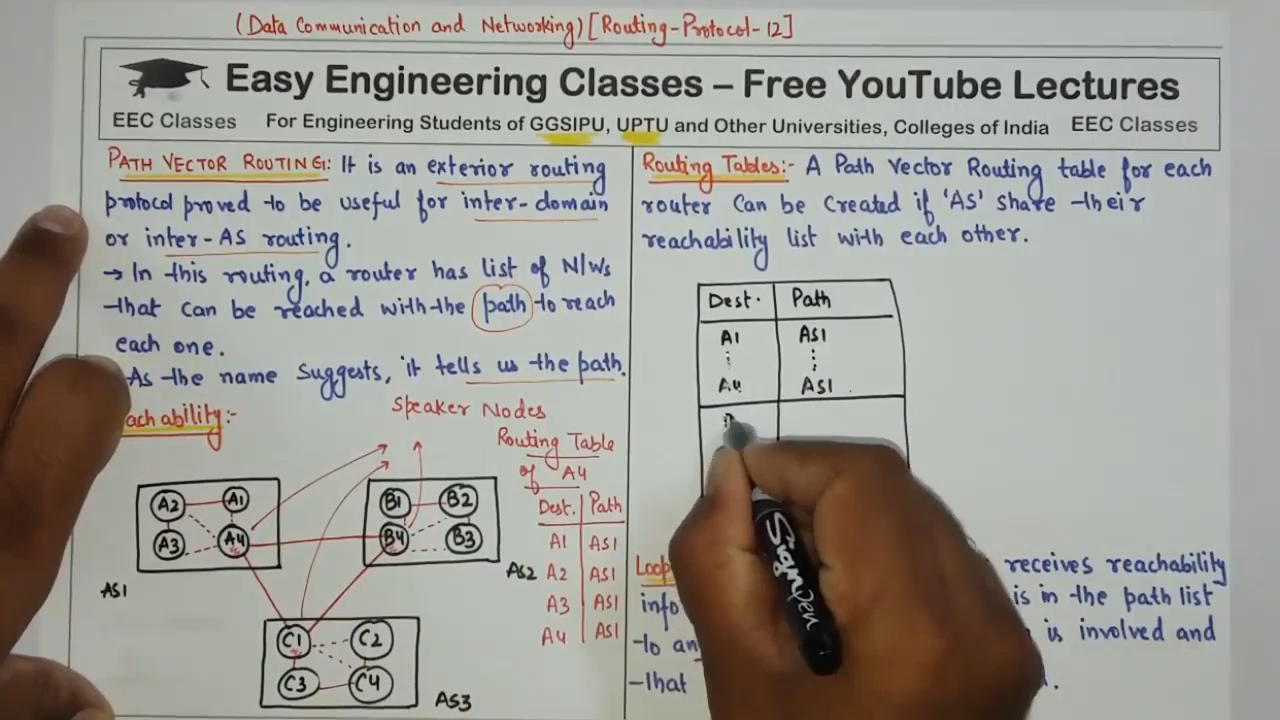 (Data Communication and Networking) [Routing-Protocol-12]
Easy Engineering Classes – Free YouTube Lectures
EEC Classes For Engineering Students of GGSIPU, UPTU and Other Universities, Colleges of India EEC Classes
PATH VECTOR ROUTING: It is an exterior routing
protocol proved to be useful for inter-domain
or inter-AS routing.
→ In this routing, a router has list of N/Ws
that can be reached with the path to reach
each one.
As the name suggests, it tells us the path.
achability:-
Speaker Nodes
A2 A1
A3 A4
AS1
B1 B2
B4 B3
AS2
C1 C2
C3 C4
AS3
Routing Table
of A4
Dest. Path
A1 AS1
A2 AS1
A3 AS1
A4 AS1
Routing Tables:- A Path Vector Routing table for each
router can be created if 'AS' share their
reachability list with each other.
Dest. Path
A1 AS1
⋮ ⋮
A4 AS1
Loop receives reachability
info is in the path list
to an is involved and
that
Signpen